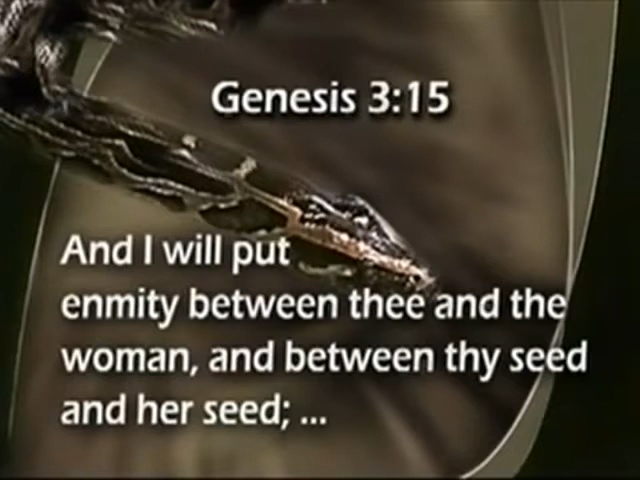 Genesis 3:15
And I will put
enmity between thee and the
woman, and between thy seed
and her seed; ...